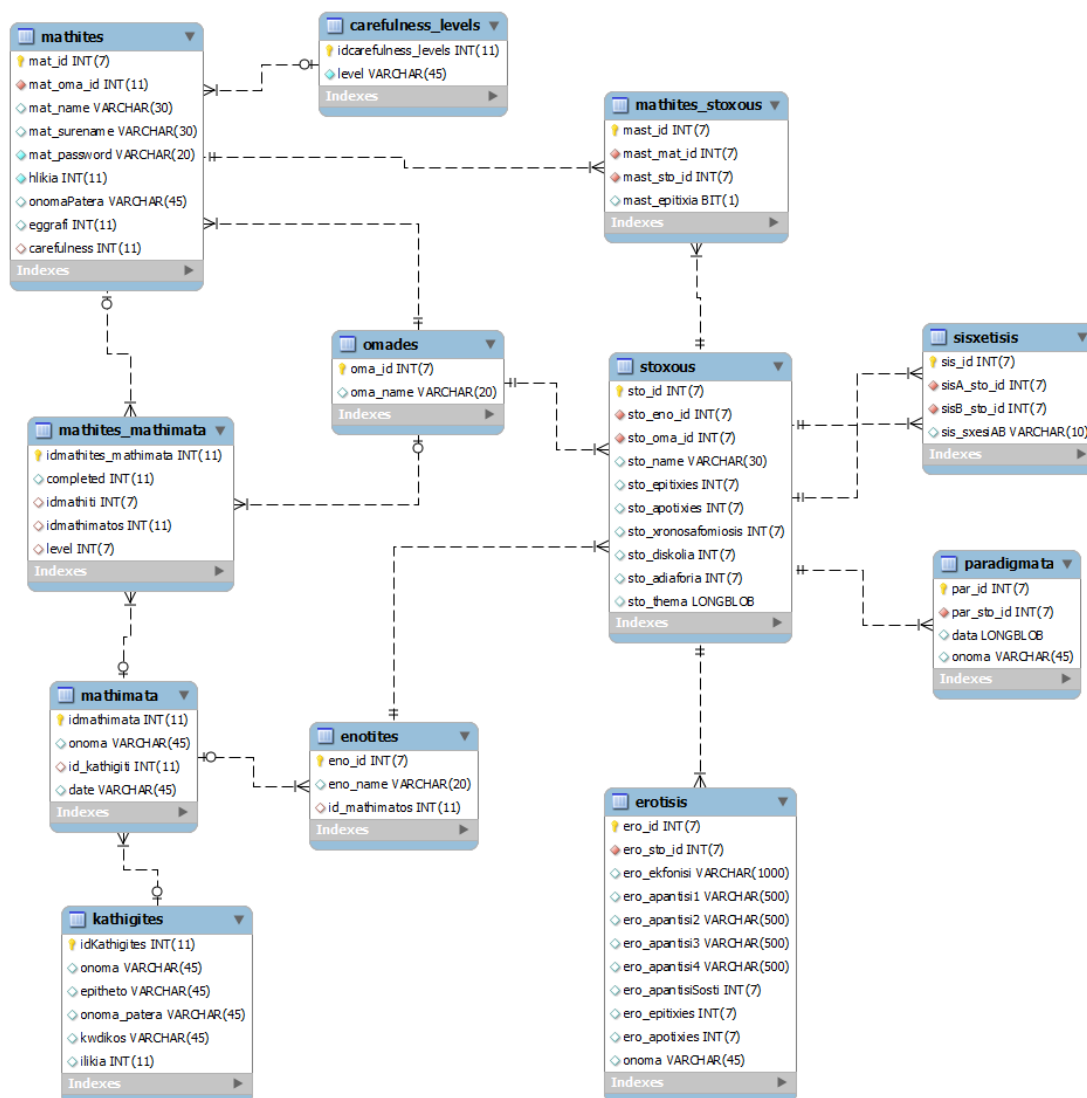 mathites
mat_id INT(7)
mat_oma_id INT(11)
mat_name VARCHAR(30)
mat_surename VARCHAR(30)
mat_password VARCHAR(20)
hlikia INT(11)
onomaPatera VARCHAR(45)
eggrafi INT(11)
carefulness INT(11)
Indexes
carefulness_levels
idcarefulness_levels INT(11)
level VARCHAR(45)
Indexes
mathites_stoxous
mast_id INT(7)
mast_mat_id INT(7)
mast_sto_id INT(7)
mast_epitixia BIT(1)
Indexes
omades
oma_id INT(7)
oma_name VARCHAR(20)
Indexes
stoxous
sto_id INT(7)
sto_eno_id INT(7)
sto_oma_id INT(7)
sto_name VARCHAR(30)
sto_epitixies INT(7)
sto_apotixies INT(7)
sto_xronosafomiosis INT(7)
sto_diskolia INT(7)
sto_adiaforia INT(7)
sto_thema LONGBLOB
Indexes
sisxetisis
sis_id INT(7)
sisA_sto_id INT(7)
sisB_sto_id INT(7)
sis_sxesiAB VARCHAR(10)
Indexes
mathites_mathimata
idmathites_mathimata INT(11)
completed INT(11)
idmathiti INT(7)
idmathimatos INT(11)
level INT(7)
Indexes
paradigmata
par_id INT(7)
par_sto_id INT(7)
data LONGBLOB
onoma VARCHAR(45)
Indexes
mathimata
idmathimata INT(11)
onoma VARCHAR(45)
id_kathigiti INT(11)
date VARCHAR(45)
Indexes
enotites
eno_id INT(7)
eno_name VARCHAR(20)
id_mathimatos INT(11)
Indexes
erotisis
ero_id INT(7)
ero_sto_id INT(7)
ero_ekfonisi VARCHAR(1000)
ero_apantisi1 VARCHAR(500)
ero_apantisi2 VARCHAR(500)
ero_apantisi3 VARCHAR(500)
ero_apantisi4 VARCHAR(500)
ero_apantisiSosti INT(7)
ero_epitixies INT(7)
ero_apotixies INT(7)
onoma VARCHAR(45)
Indexes
kathigites
idKathigites INT(11)
onoma VARCHAR(45)
epitheto VARCHAR(45)
onoma_patera VARCHAR(45)
kwdikos VARCHAR(45)
ilikia INT(11)
Indexes